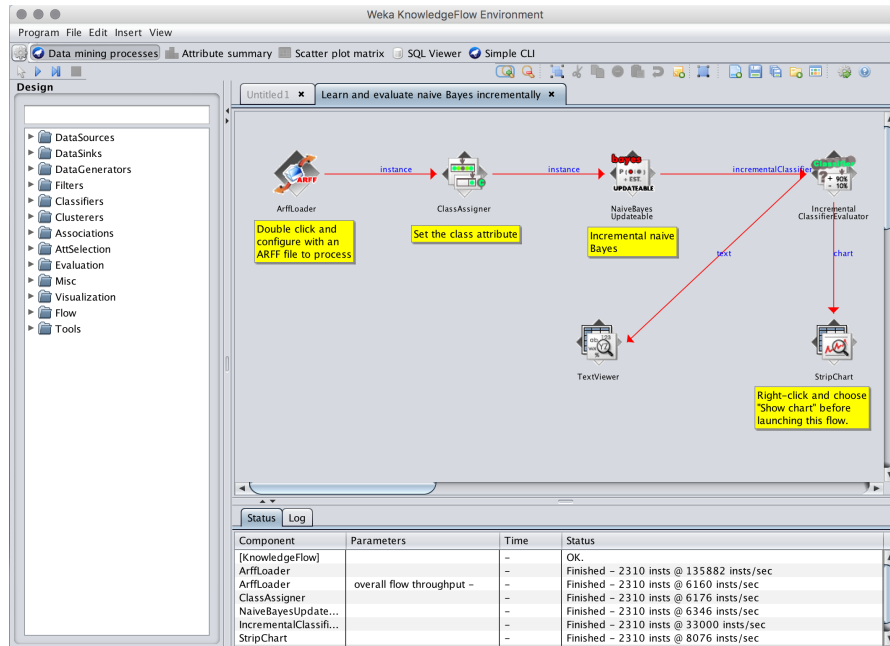 Weka KnowledgeFlow Environment
Program File Edit Insert View
Data mining processes Attribute summary Scatter plot matrix SQL Viewer Simple CLI
Design
Untitled1 Learn and evaluate naive Bayes incrementally
DataSources
DataSinks
DataGenerators
Filters
Classifiers
Clusterers
Associations
AttSelection
Evaluation
Misc
Visualization
Flow
Tools
instance
instance
incrementalClassifier
ARFF
bayes
P(●|●)
+ EST.
UPDATEABLE
classifier
? + 90%
- 10%
ArffLoader
ClassAssigner
NaiveBayes
Updateable
Incremental
ClassifierEvaluator
Double click and
configure with an
ARFF file to process
Set the class attribute
Incremental naive
Bayes
text
chart
TextViewer
StripChart
Right-click and choose
"Show chart" before
launching this flow.
Status Log
Component Parameters Time Status
[KnowledgeFlow] - OK.
ArffLoader - Finished - 2310 insts @ 135882 insts/sec
ArffLoader overall flow throughput - - Finished - 2310 insts @ 6160 insts/sec
ClassAssigner - Finished - 2310 insts @ 6176 insts/sec
NaiveBayesUpdate... - Finished - 2310 insts @ 6346 insts/sec
IncrementalClassifi... - Finished - 2310 insts @ 33000 insts/sec
StripChart - Finished - 2310 insts @ 8076 insts/sec